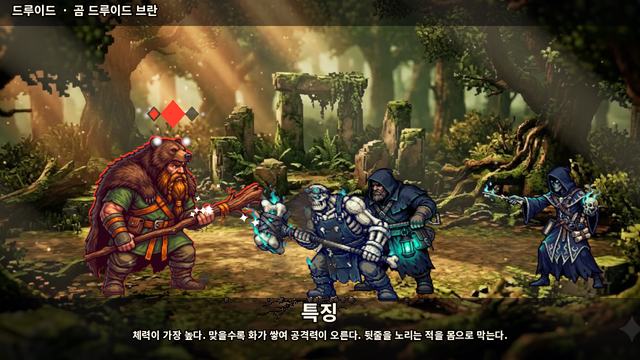 드루이드 · 곰 드루이드 브란
특징
체력이 가장 높다. 맞을수록 화가 쌓여 공격력이 오른다. 뒷줄을 노리는 적을 몸으로 막는다.